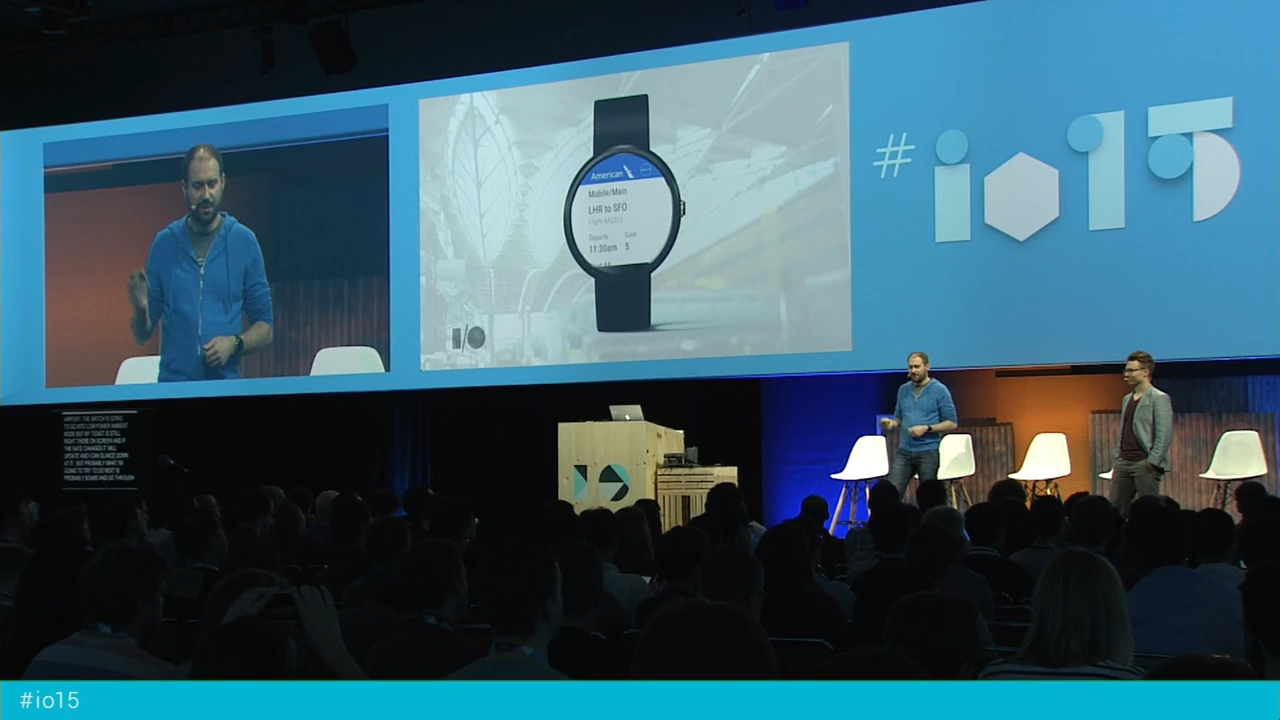 #io15
American
Mobile/Main
LHR to SFO
Departs Gate
11:30am 5
I/O
AIRPORT. THE WATCH IS GOING
TO GO INTO LOW POWER AMBIENT
MODE BUT MY TICKET IS STILL
RIGHT THERE ON SCREEN AND IF
THE GATE CHANGES IT WILL
UPDATE AND I CAN GLANCE DOWN
AT IT. BUT PROBABLY WHAT I'M
GOING TO TRY TO DO NEXT IS
PROBABLY BOARD AND GO THROUGH
IO
#io15